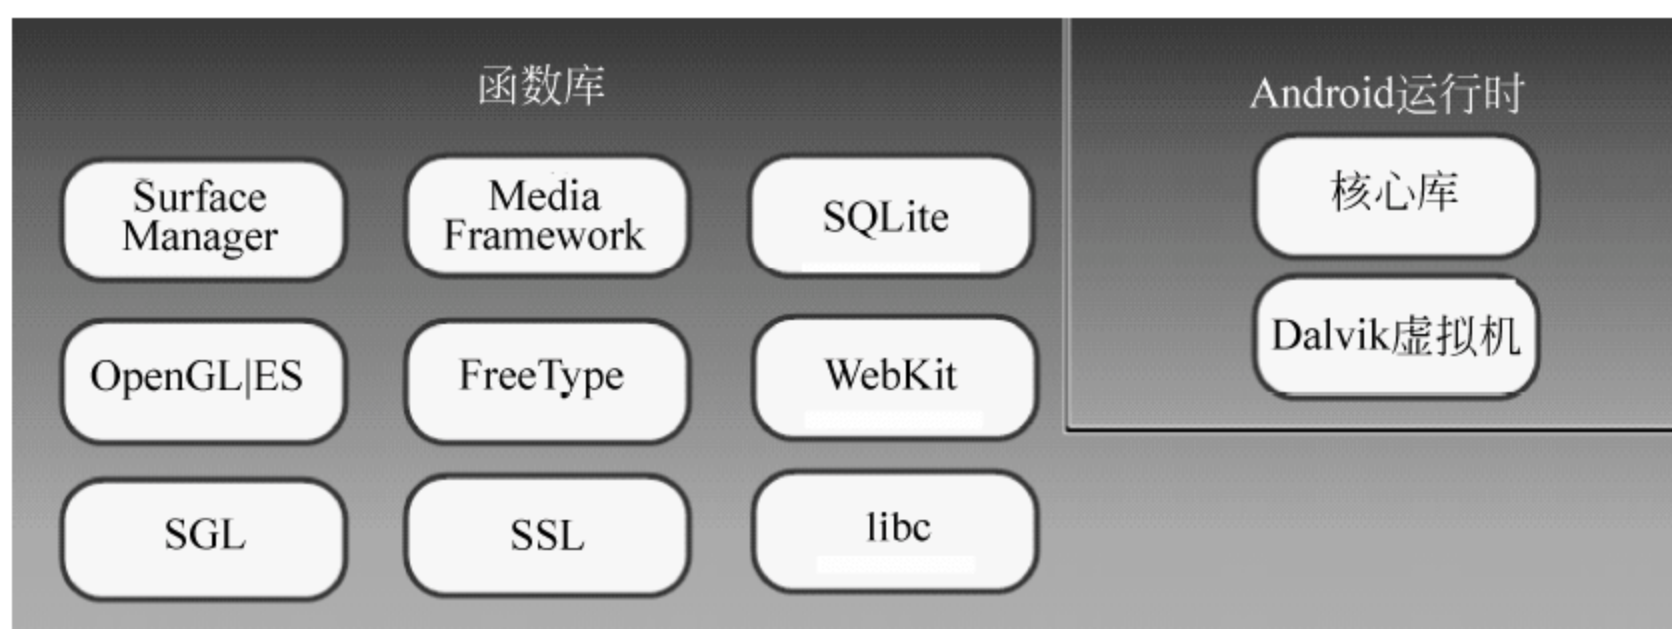 函数库
Surface
Manager
Media
Framework
SQLite
OpenGL|ES
FreeType
WebKit
SGL
SSL
libc
Android运行时
核心库
Dalvik虚拟机